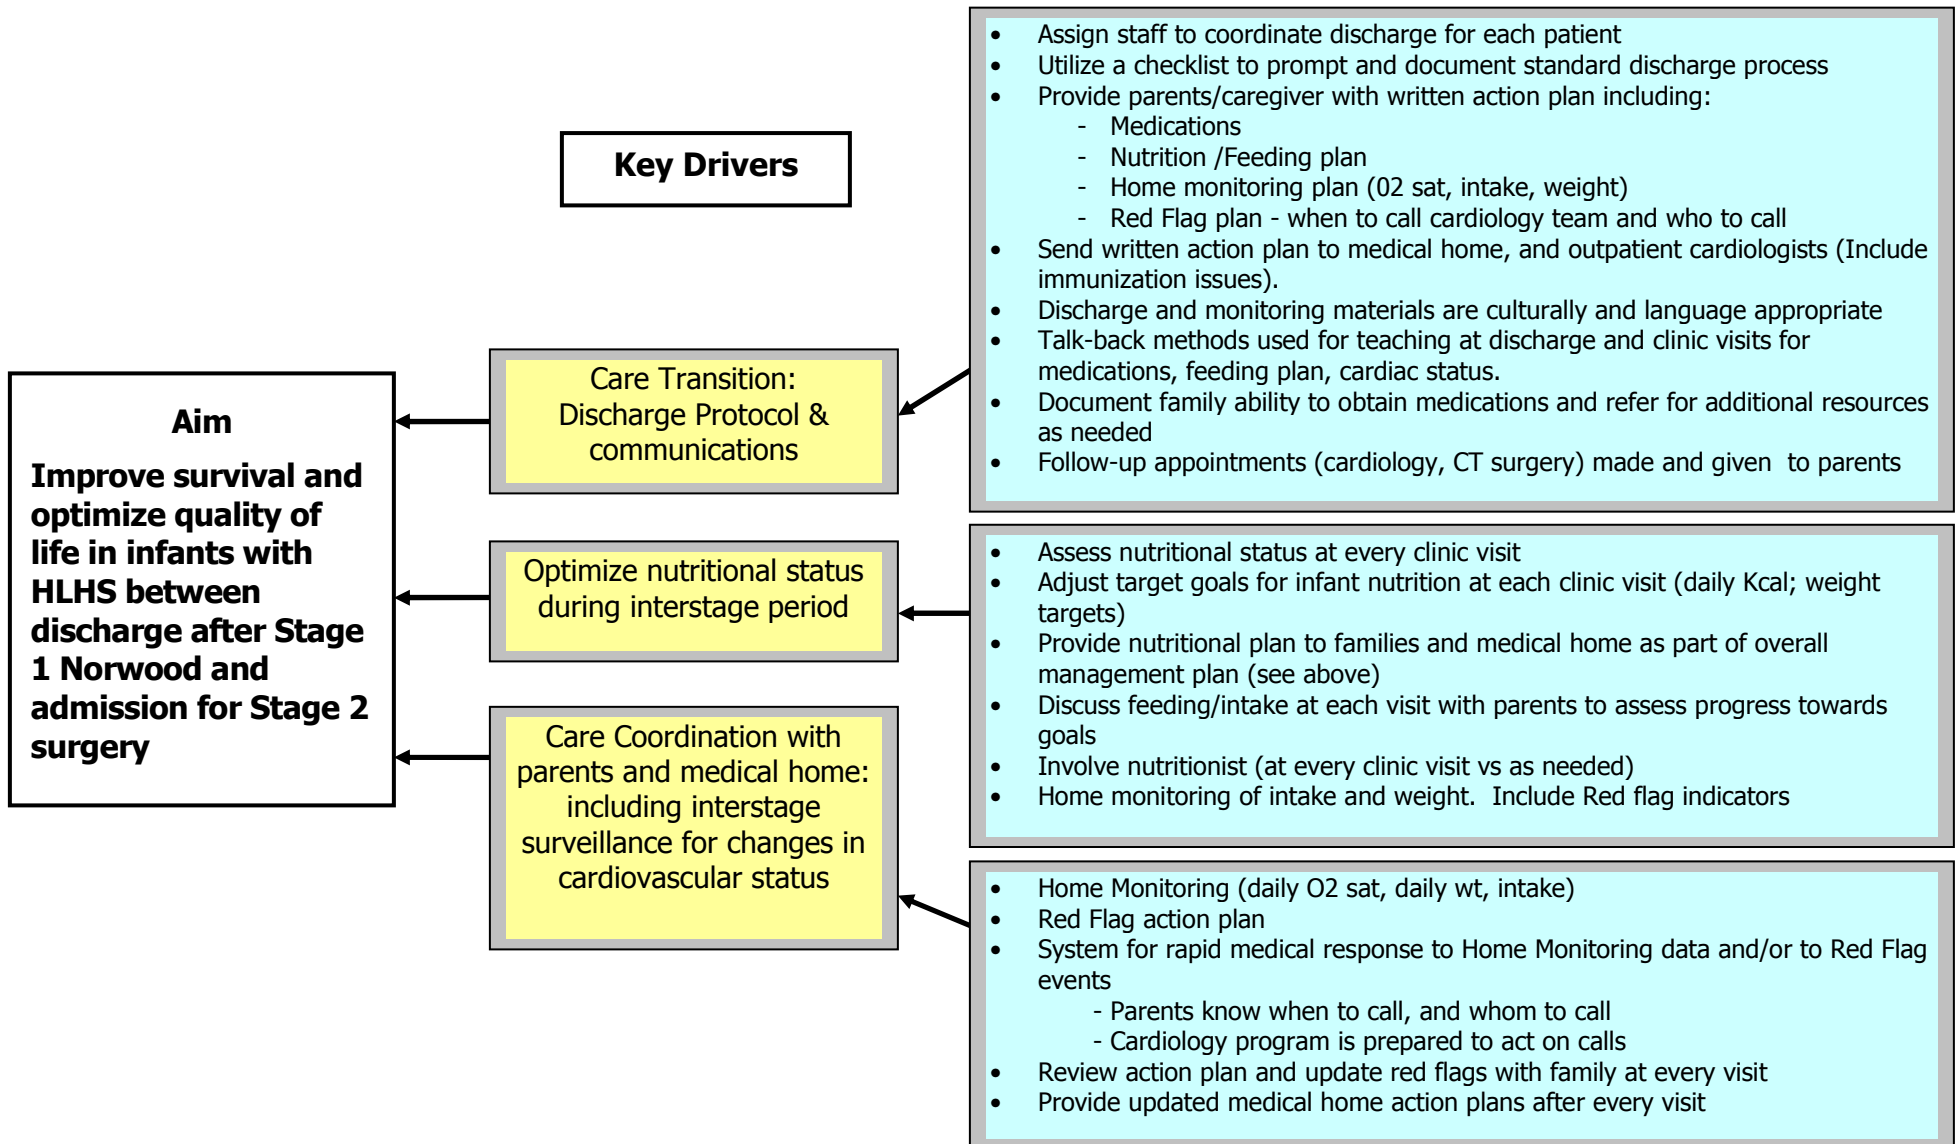 Key Drivers
Aim
Improve survival and
optimize quality of
life in infants with
HLHS between
discharge after Stage
1 Norwood and
admission for Stage 2
surgery
Care Transition:
Discharge Protocol &
communications
Optimize nutritional status
during interstage period
Care Coordination with
parents and medical home:
including interstage
surveillance for changes in
cardiovascular status
• Assign staff to coordinate discharge for each patient
• Utilize a checklist to prompt and document standard discharge process
• Provide parents/caregiver with written action plan including:
- Medications
- Nutrition /Feeding plan
- Home monitoring plan (02 sat, intake, weight)
- Red Flag plan - when to call cardiology team and who to call
• Send written action plan to medical home, and outpatient cardiologists (Include
immunization issues).
• Discharge and monitoring materials are culturally and language appropriate
• Talk-back methods used for teaching at discharge and clinic visits for
medications, feeding plan, cardiac status.
• Document family ability to obtain medications and refer for additional resources
as needed
• Follow-up appointments (cardiology, CT surgery) made and given to parents
• Assess nutritional status at every clinic visit
• Adjust target goals for infant nutrition at each clinic visit (daily Kcal; weight
targets)
• Provide nutritional plan to families and medical home as part of overall
management plan (see above)
• Discuss feeding/intake at each visit with parents to assess progress towards
goals
• Involve nutritionist (at every clinic visit vs as needed)
• Home monitoring of intake and weight. Include Red flag indicators
• Home Monitoring (daily O2 sat, daily wt, intake)
• Red Flag action plan
• System for rapid medical response to Home Monitoring data and/or to Red Flag
events
- Parents know when to call, and whom to call
- Cardiology program is prepared to act on calls
• Review action plan and update red flags with family at every visit
• Provide updated medical home action plans after every visit